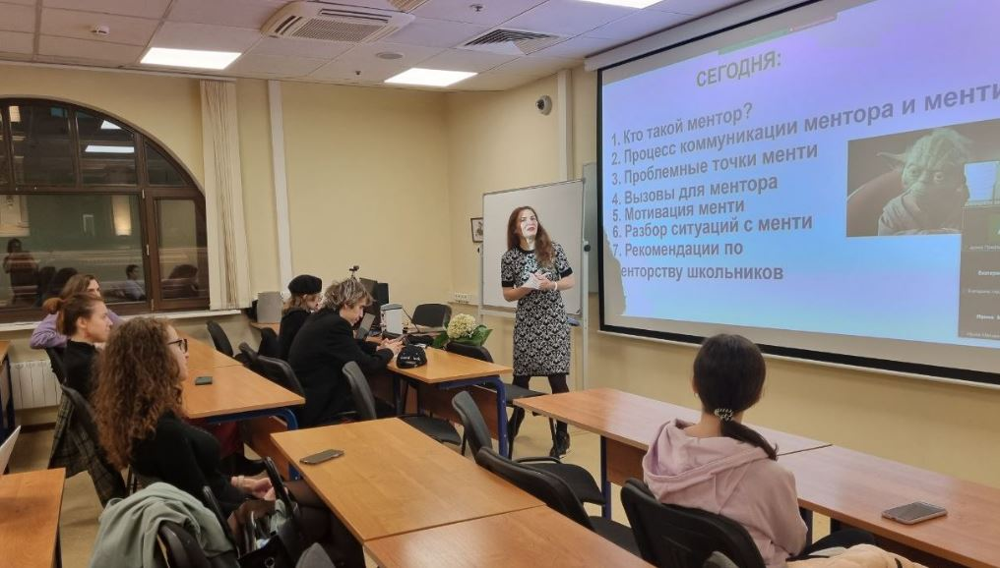 СЕГОДНЯ:
1. Кто такой ментор?
2. Процесс коммуникации ментора и менти
3. Проблемные точки менти
4. Вызовы для ментора
5. Мотивация менти
6. Разбор ситуаций с менти
7. Рекомендации по
енторству школьников